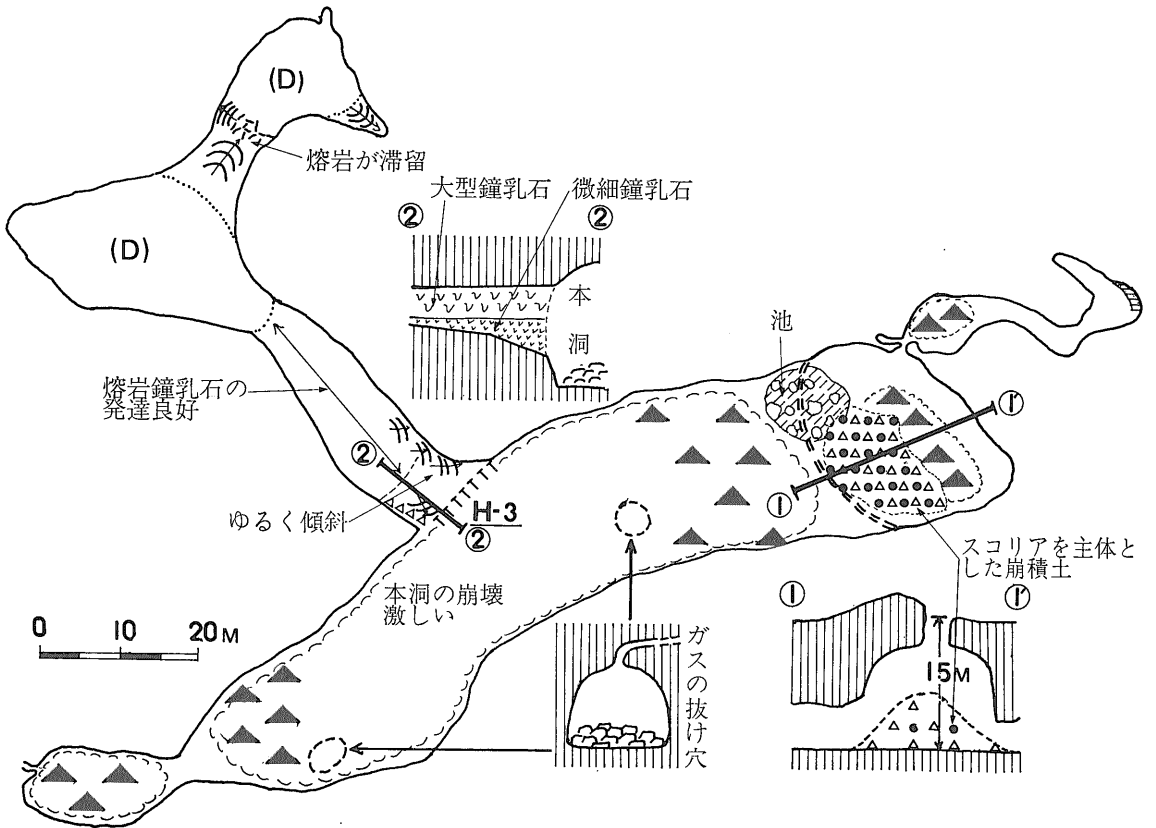 (D)
熔岩が滞留
大型鐘乳石
微細鐘乳石
②
②
(D)
本洞
池
熔岩鐘乳石の
発達良好
①′
②
①
ゆるく傾斜
H-3
②
スコリアを主体と
した崩積土
本洞の崩壊
激しい
①
①′
0 10 20M
ガスの抜け穴
15M